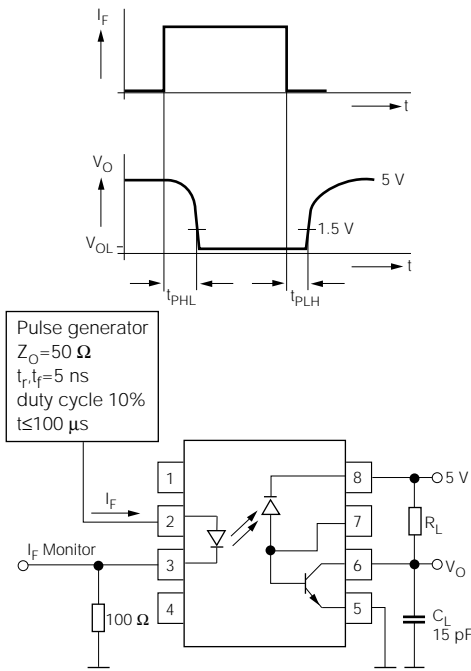 I_F
t
V_O
5 V
1.5 V
V_OL
t
t_PHL
t_PLH
Pulse generator
Z_O=50 Ω
t_r,t_f=5 ns
duty cycle 10%
t≤100 μs
1
8
5 V
I_F
2
7
R_L
I_F Monitor
3
6
V_O
100 Ω
4
5
C_L
15 pF